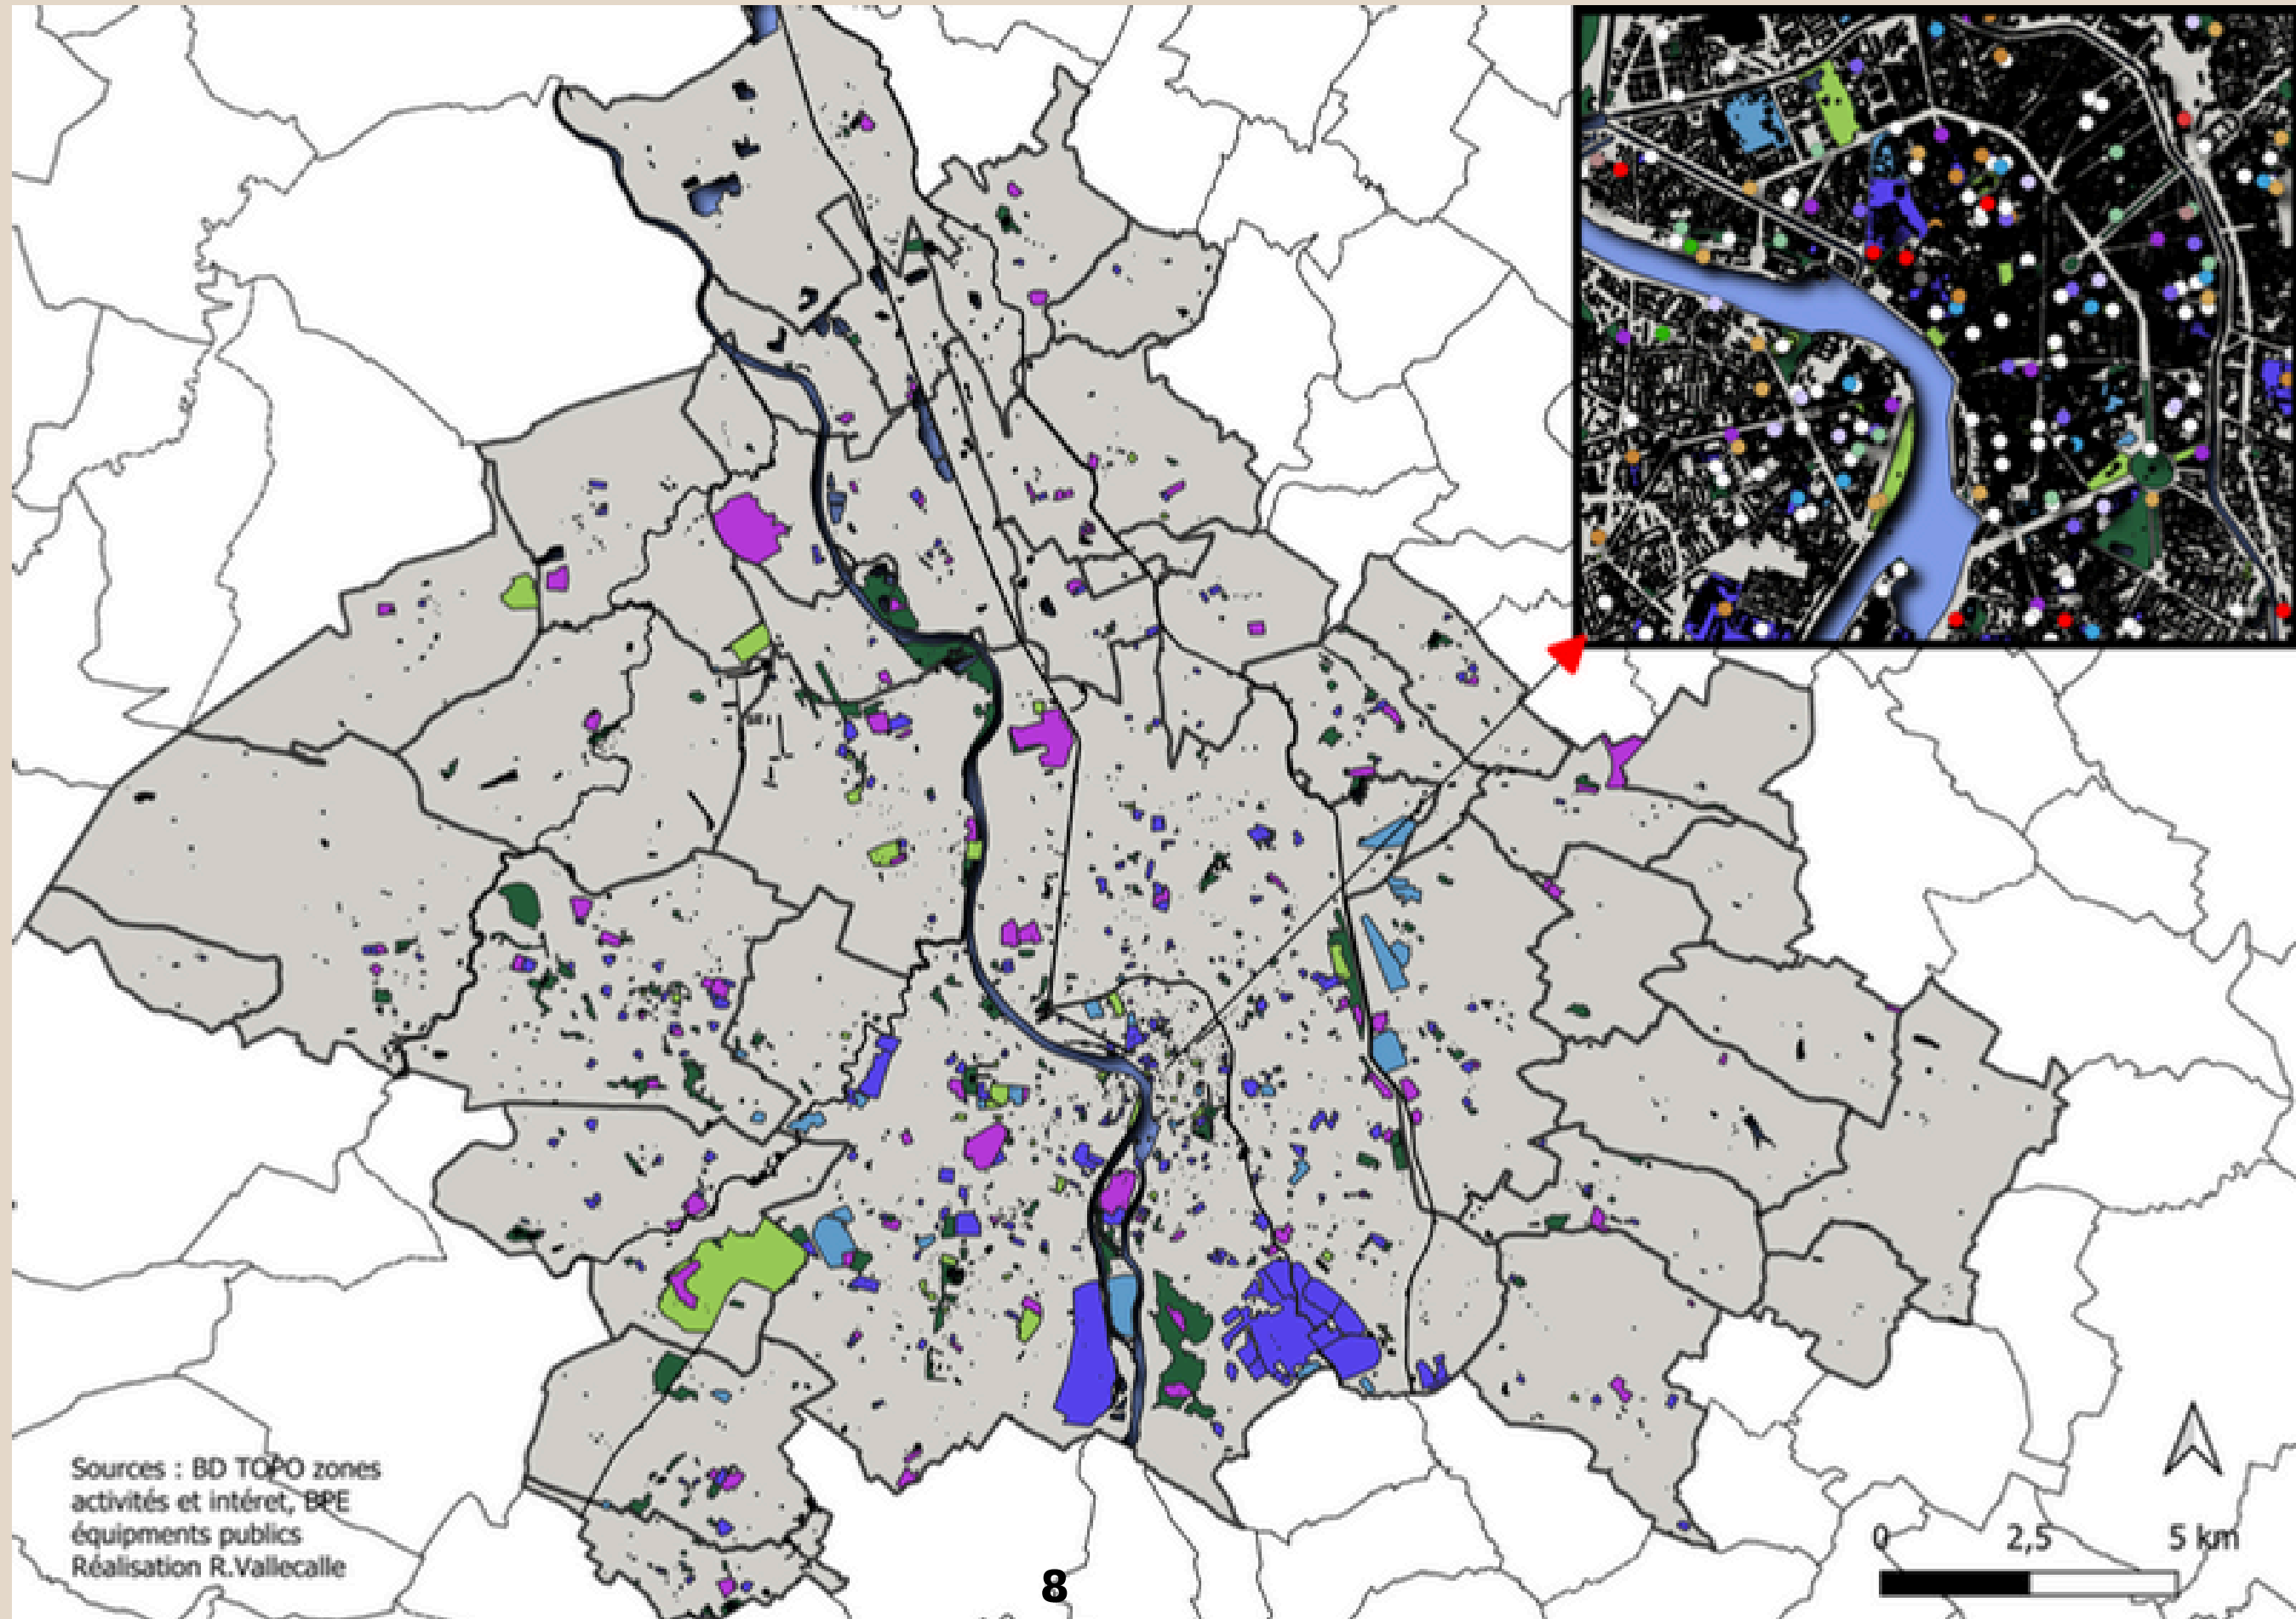 Sources : BD TOPO zones
activités et intéret, BPE
équipments publics
Réalisation R.Vallecalle
0 2,5 5 km
8